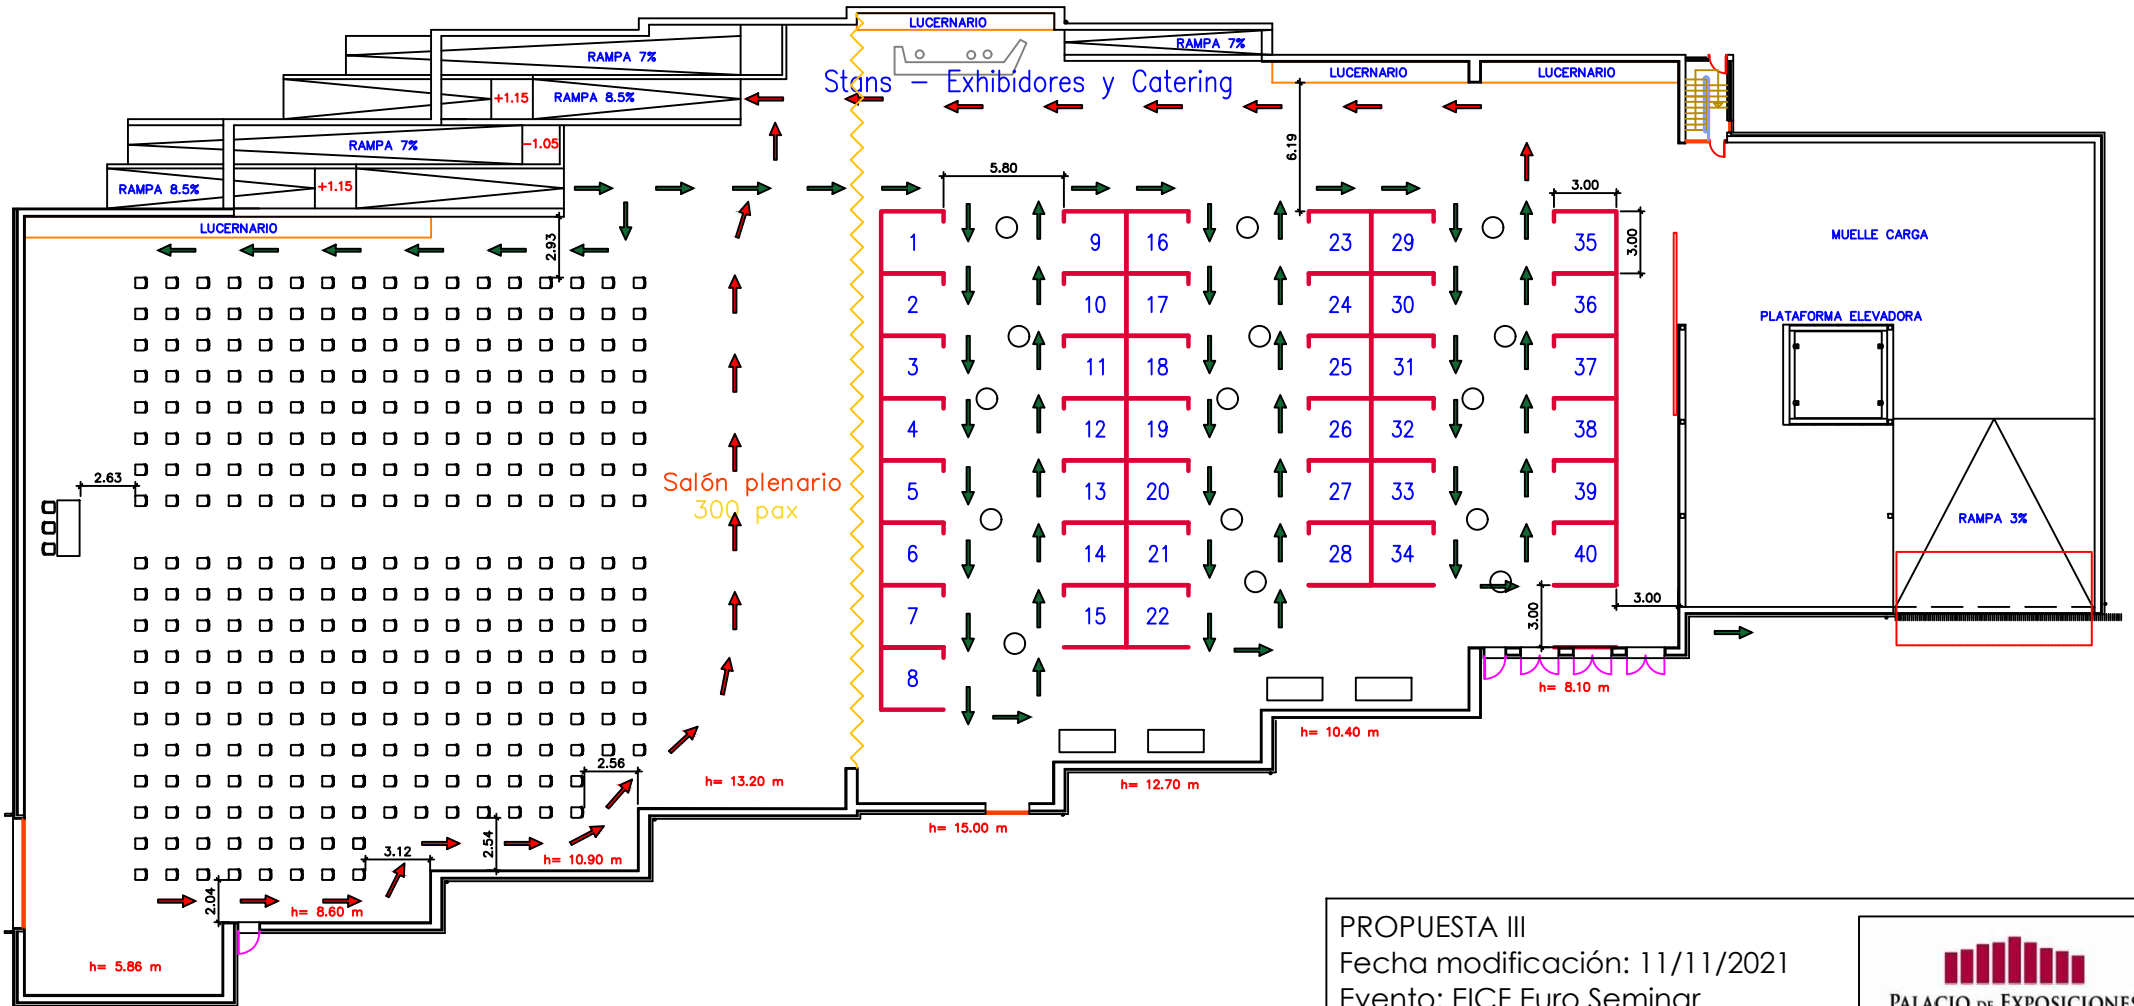 LUCERNARIO
RAMPA 7%
RAMPA 7%
Stans - Exhibidores y Catering
LUCERNARIO
LUCERNARIO
+1.15
RAMPA 8.5%
RAMPA 7%
-1.05
6.19
RAMPA 8.5%
+1.15
5.80
3.00
LUCERNARIO
2.93
3.00
MUELLE CARGA
1
9
16
23
29
35
2
10
17
24
30
36
PLATAFORMA ELEVADORA
3
11
18
25
31
37
4
12
19
26
32
38
2.63
Salón plenario
300 pax
5
13
20
27
33
39
RAMPA 3%
6
14
21
28
34
40
7
15
22
3.00
3.00
8
h= 8.10 m
h= 10.40 m
2.56
h= 13.20 m
h= 12.70 m
h= 15.00 m
2.54
3.12
h= 10.90 m
2.04
h= 8.60 m
h= 5.86 m
PROPUESTA III
Fecha modificación: 11/11/2021
Evento: FICE Euro Seminar
PALACIO DE EXPOSICIONES